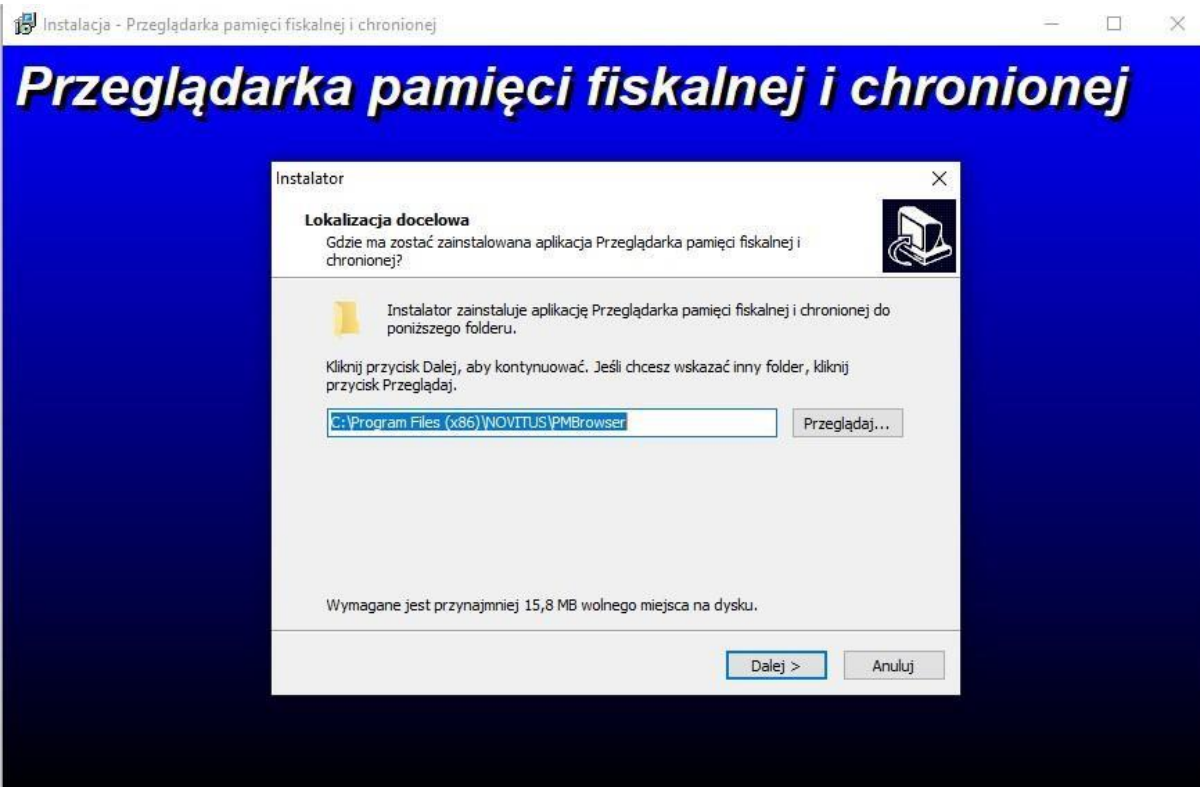 Instalacja - Przeglądarka pamięci fiskalnej i chronionej
Przeglądarka pamięci fiskalnej i chronionej
Instalator
Lokalizacja docelowa
Gdzie ma zostać zainstalowana aplikacja Przeglądarka pamięci fiskalnej i
chronionej?
Instalator zainstaluje aplikację Przeglądarka pamięci fiskalnej i chronionej do
poniższego folderu.
Kliknij przycisk Dalej, aby kontynuować. Jeśli chcesz wskazać inny folder, kliknij
przycisk Przeglądaj.
C:\Program Files (x86)\NOVITUS\PMBrowser
Przeglądaj...
Wymagane jest przynajmniej 15,8 MB wolnego miejsca na dysku.
Dalej >
Anuluj